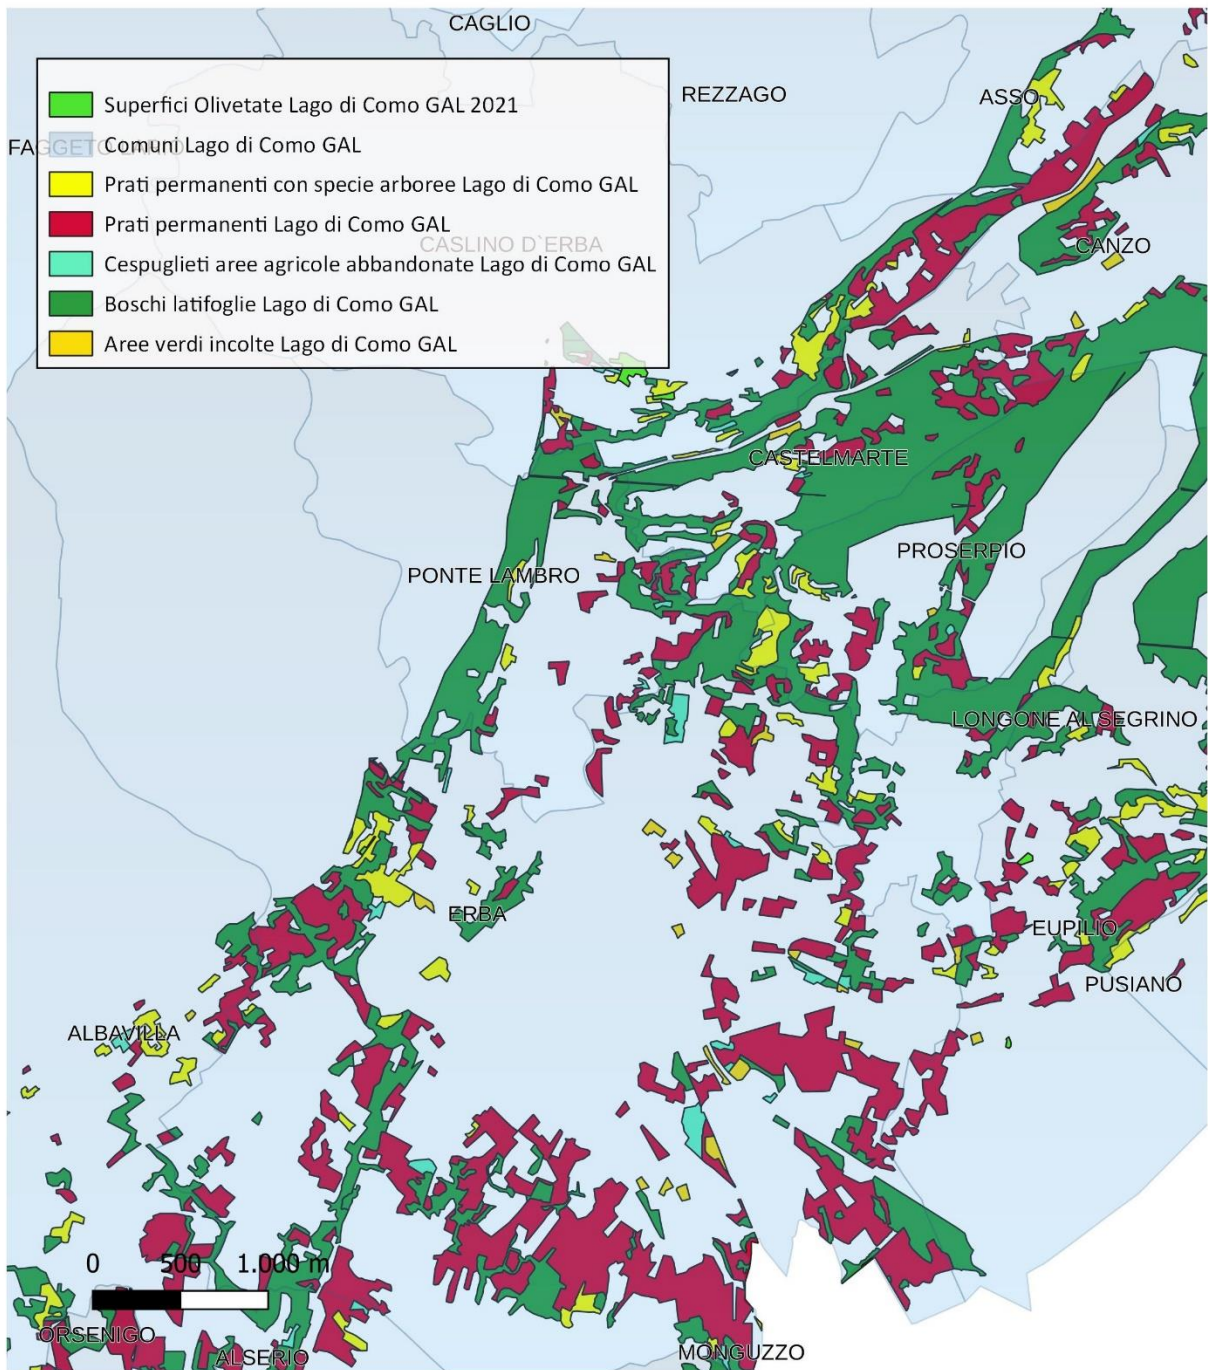 CAGLIO
REZZAGO
ASSO
Superfici Olivetate Lago di Como GAL 2021
FAGGETO LARIO
Comuni Lago di Como GAL
Prati permanenti con specie arboree Lago di Como GAL
Prati permanenti Lago di Como GAL
CASLINO D`ERBA
CANZO
Cespuglieti aree agricole abbandonate Lago di Como GAL
Boschi latifoglie Lago di Como GAL
Aree verdi incolte Lago di Como GAL
CASTELMARTE
PROSERPIO
PONTE LAMBRO
LONGONE AL SEGRINO
ERBA
EUPILIO
PUSIANO
ALBAVILLA
0 500 1.000 m
ORSENIGO
ALSERIO
MONGUZZO